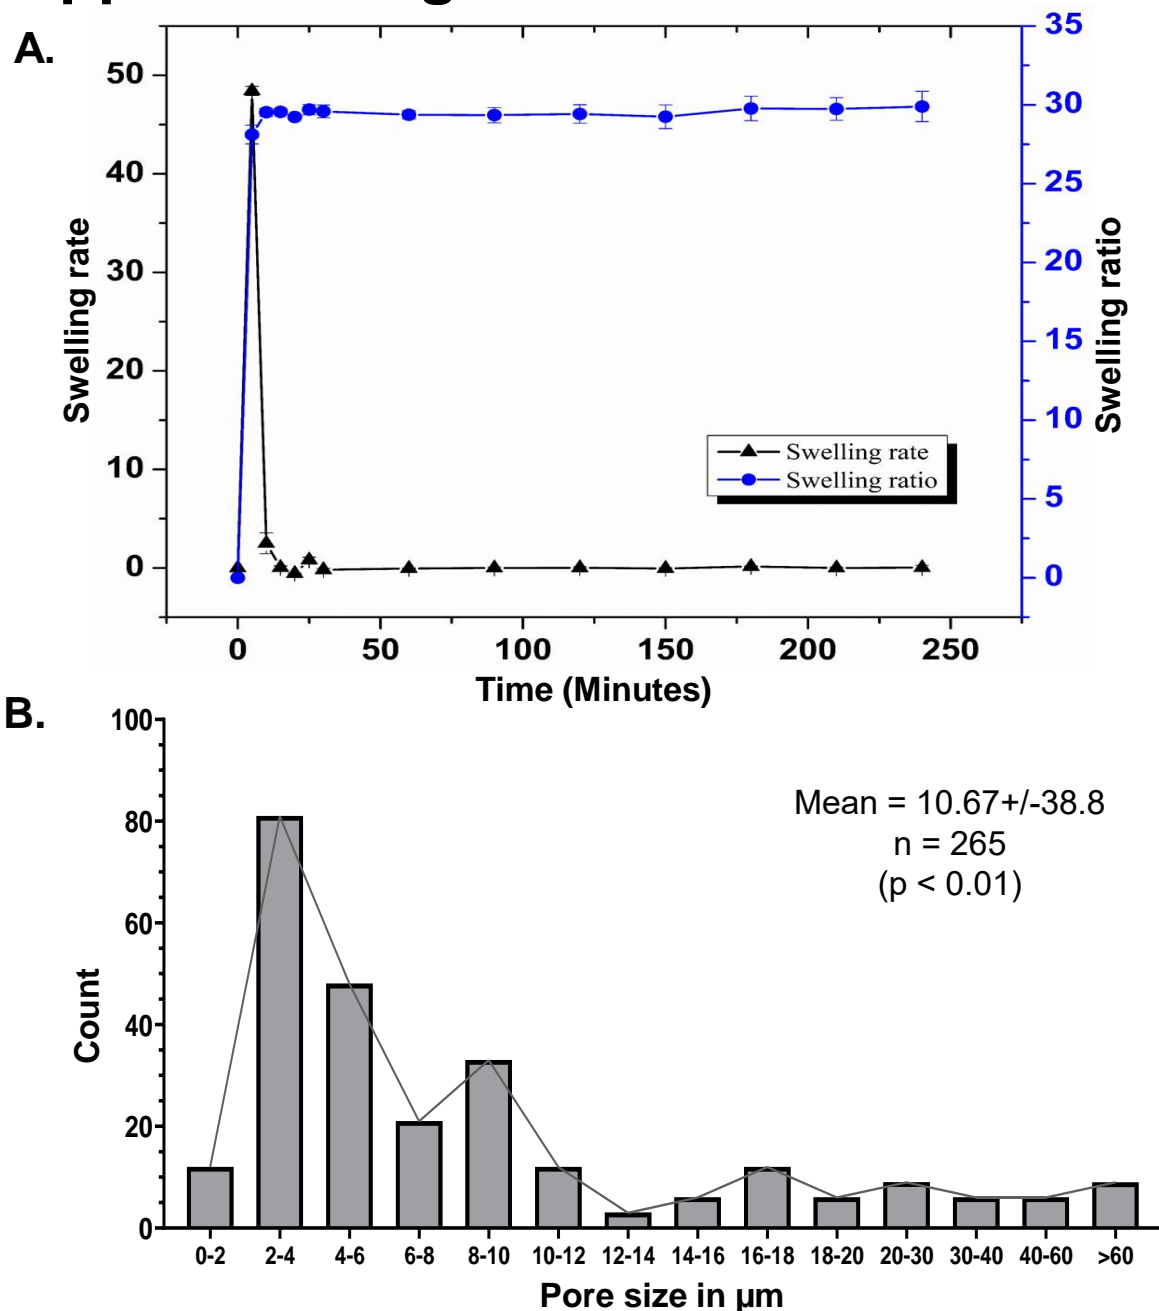 A.
50
40
30
20
10
0
Swelling rate
35
30
25
20
15
10
5
0
Swelling ratio
Swelling rate
Swelling ratio
0 50 100 150 200 250
Time (Minutes)
B.
100
80
60
40
20
0
Count
Mean = 10.67+/-38.8
n = 265
(p < 0.01)
0-2 2-4 4-6 6-8 8-10 10-12 12-14 14-16 16-18 18-20 20-30 30-40 40-60 >60
Pore size in µm